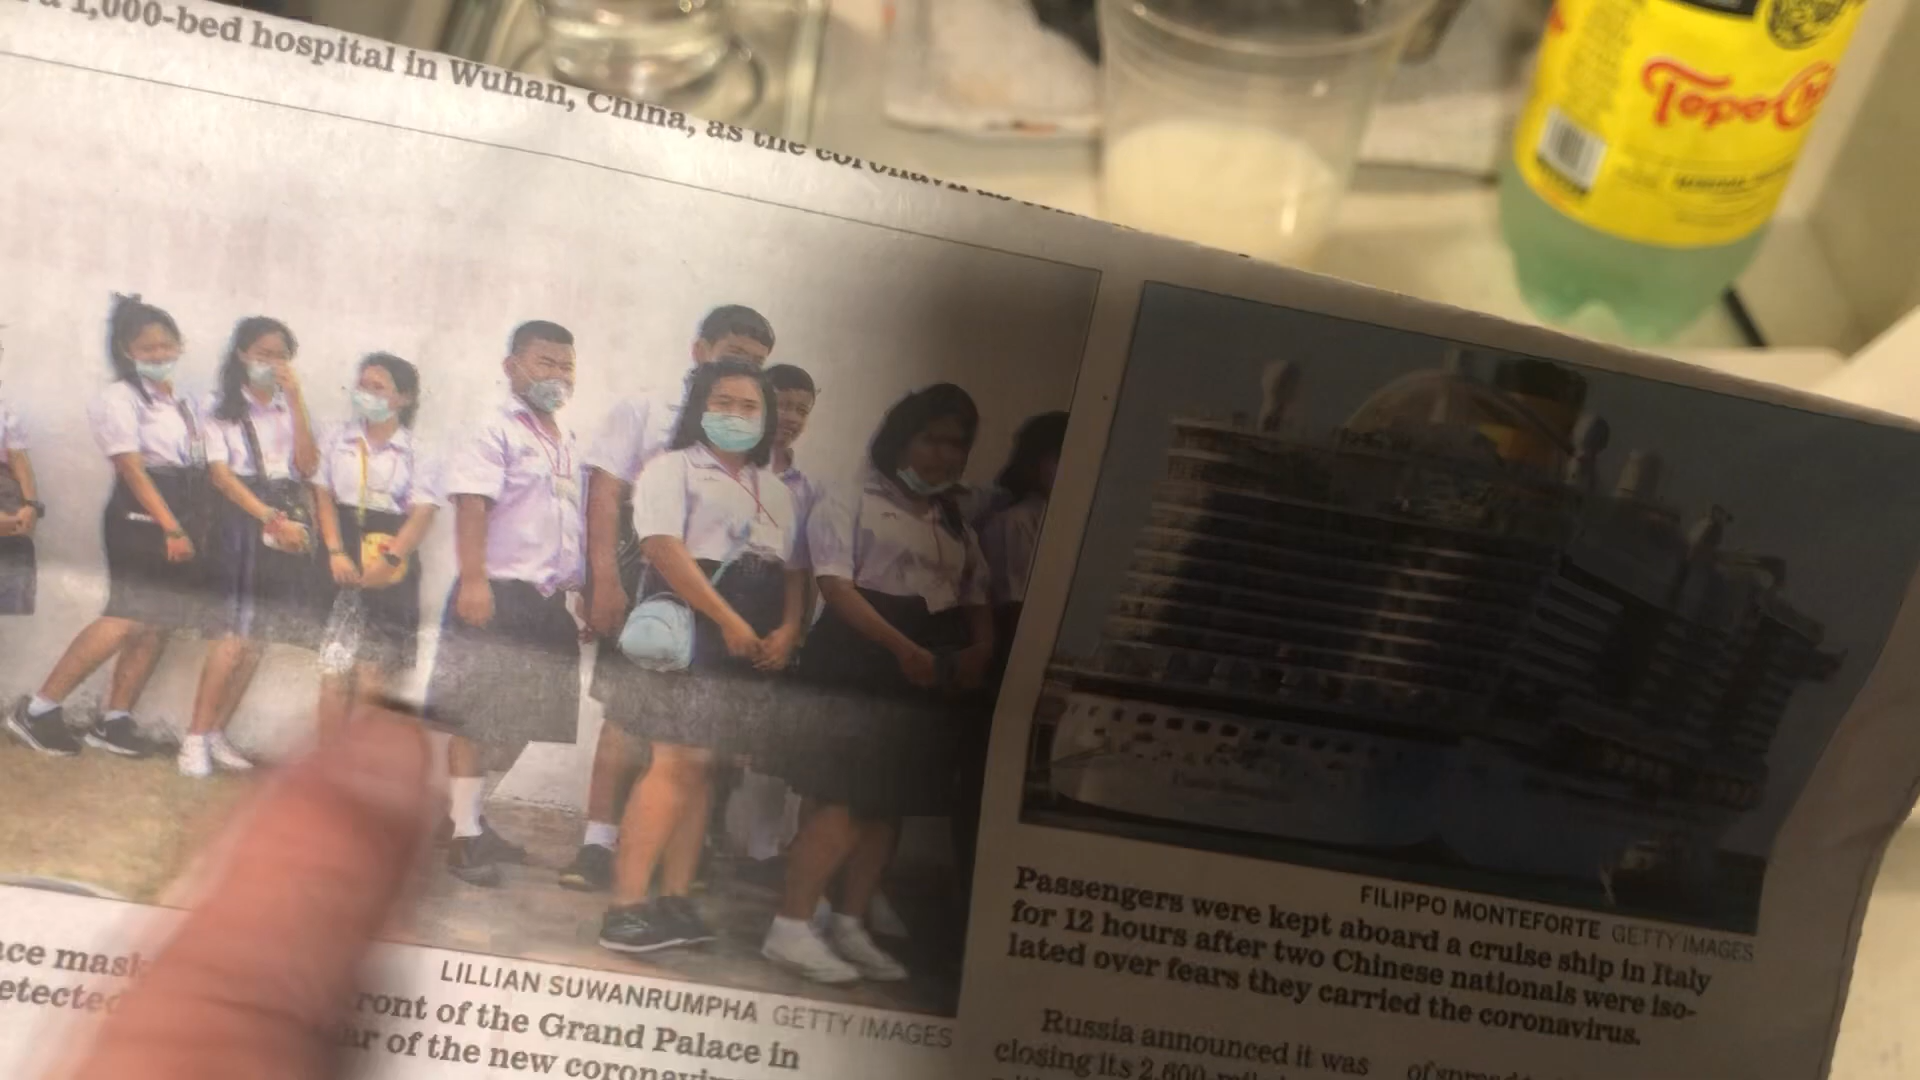 1,000-bed hospital in Wuhan, China, as the
Topo Ch
FILIPPO MONTEFORTE GETTY IMAGES
Passengers were kept aboard a cruise ship in Italy
for 12 hours after two Chinese nationals were iso-
lated over fears they carried the coronavirus.
Russia announced it was
closing its
LILLIAN SUWANRUMPHA GETTY IMAGES
ront of the Grand Palace in
of the new